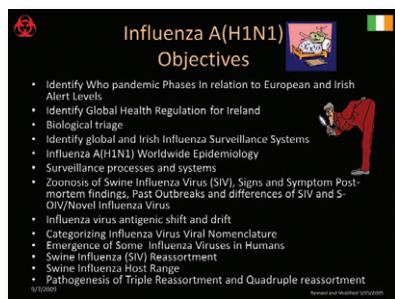 Influenza A(H1N1)
Objectives
• Identify Who pandemic Phases In relation to European and Irish
Alert Levels
• Identify Global Health Regulation for Ireland
• Biological triage
• Identify global and Irish Influenza Surveillance Systems
• Influenza A(H1N1) Worldwide Epidemiology
• Surveillance processes and systems
• Zoonosis of Swine Influenza Virus (SIV), Signs and Symptom Post-
mortem findings, Past Outbreaks and differences of SIV and S-
OIV/Novel Influenza Virus
• Influenza virus antigenic shift and drift
• Categorizing Influenza Virus Viral Nomenclature
• Emergence of Some Influenza Viruses in Humans
• Swine Influenza (SIV) Reassortment
• Swine Influenza Host Range
• Pathogenesis of Triple Reassortment and Quadruple reassortment
9/7/2009
Revised and Modified 5/05/2009